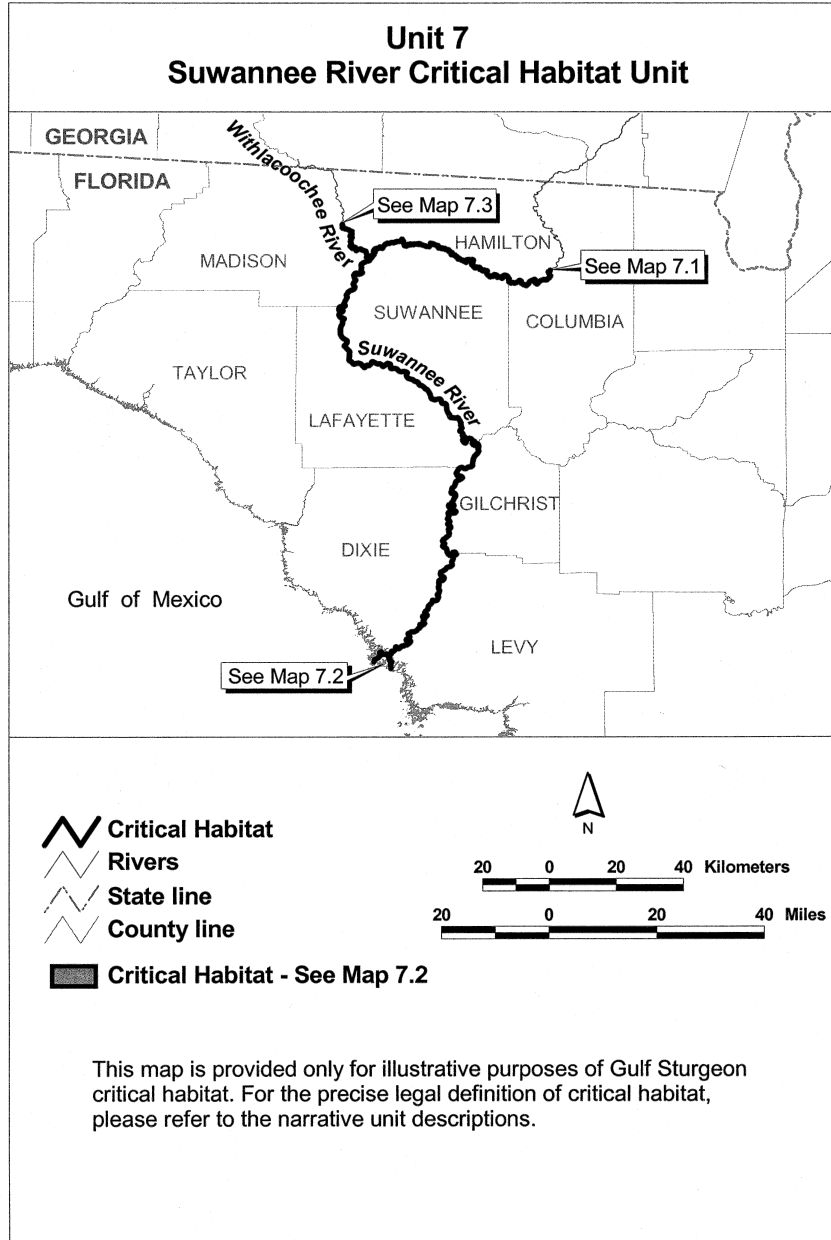 Unit 7
Suwannee River Critical Habitat Unit
GEORGIA
FLORIDA
Withlacoochee River
See Map 7.3
HAMILTON
See Map 7.1
MADISON
SUWANNEE
COLUMBIA
Suwannee River
TAYLOR
LAFAYETTE
GILCHRIST
DIXIE
Gulf of Mexico
LEVY
See Map 7.2
Critical Habitat
Rivers
State line
County line
Critical Habitat - See Map 7.2
N
20 0 20 40 Kilometers
20 0 20 40 Miles
This map is provided only for illustrative purposes of Gulf Sturgeon
critical habitat. For the precise legal definition of critical habitat,
please refer to the narrative unit descriptions.